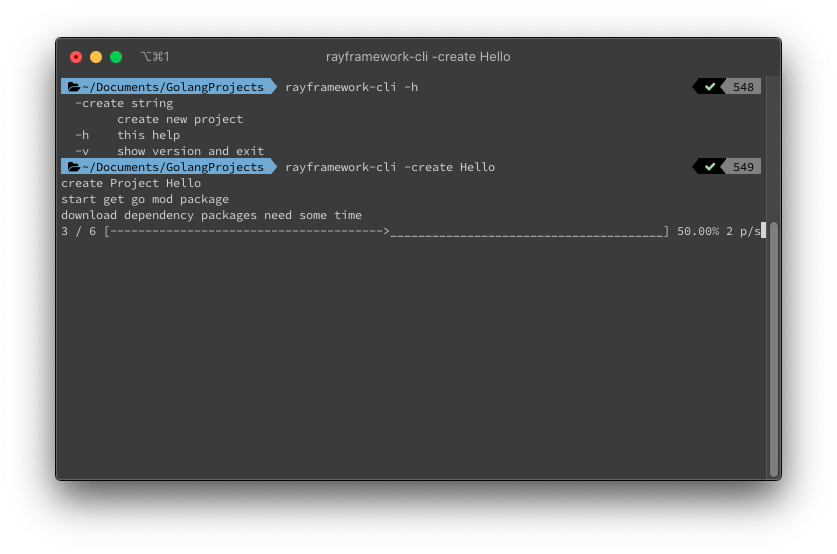 ⌥⌘1 rayframework-cli -create Hello
~/Documents/GolangProjects rayframework-cli -h ✔ 548
-create string
create new project
-h this help
-v show version and exit
~/Documents/GolangProjects rayframework-cli -create Hello ✔ 549
create Project Hello
start get go mod package
download dependency packages need some time
3 / 6 [--------------------------------------->_______________________________________] 50.00% 2 p/s